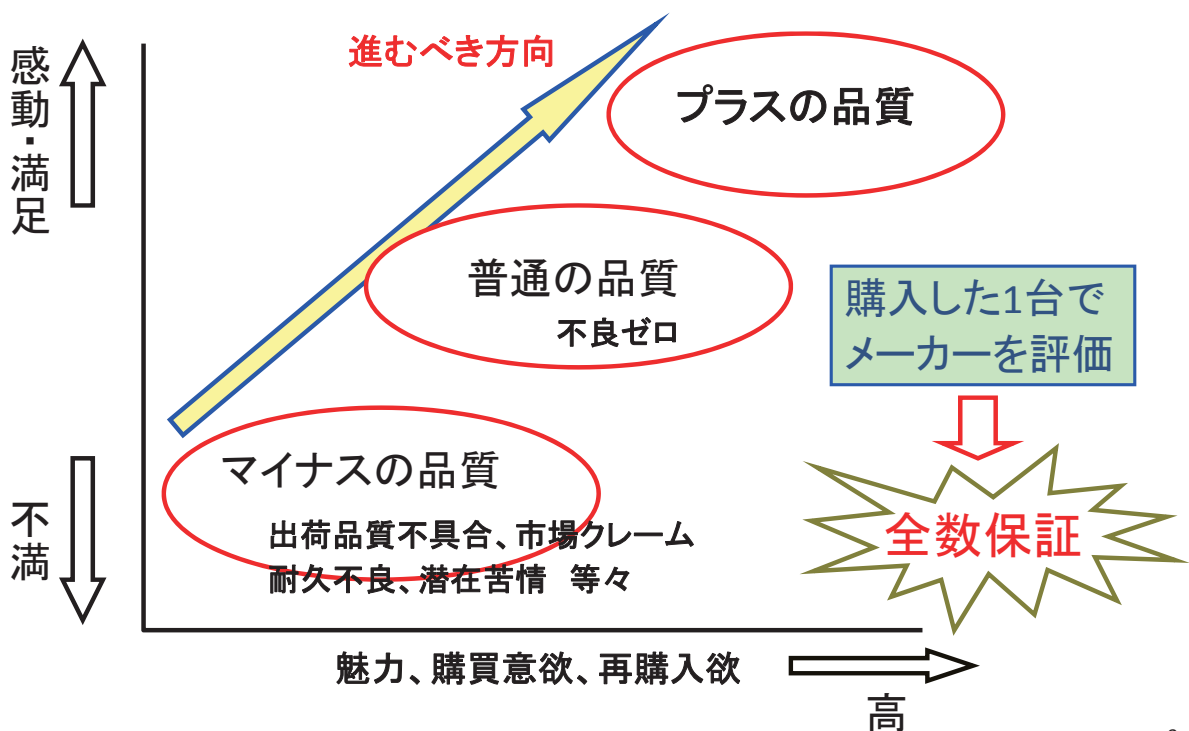 進むべき方向
感動・満足
プラスの品質
普通の品質
不良ゼロ
購入した1台で
メーカーを評価
マイナスの品質
出荷品質不具合、市場クレーム
耐久不良、潜在苦情 等々
全数保証
不満
魅力、購買意欲、再購入欲
高